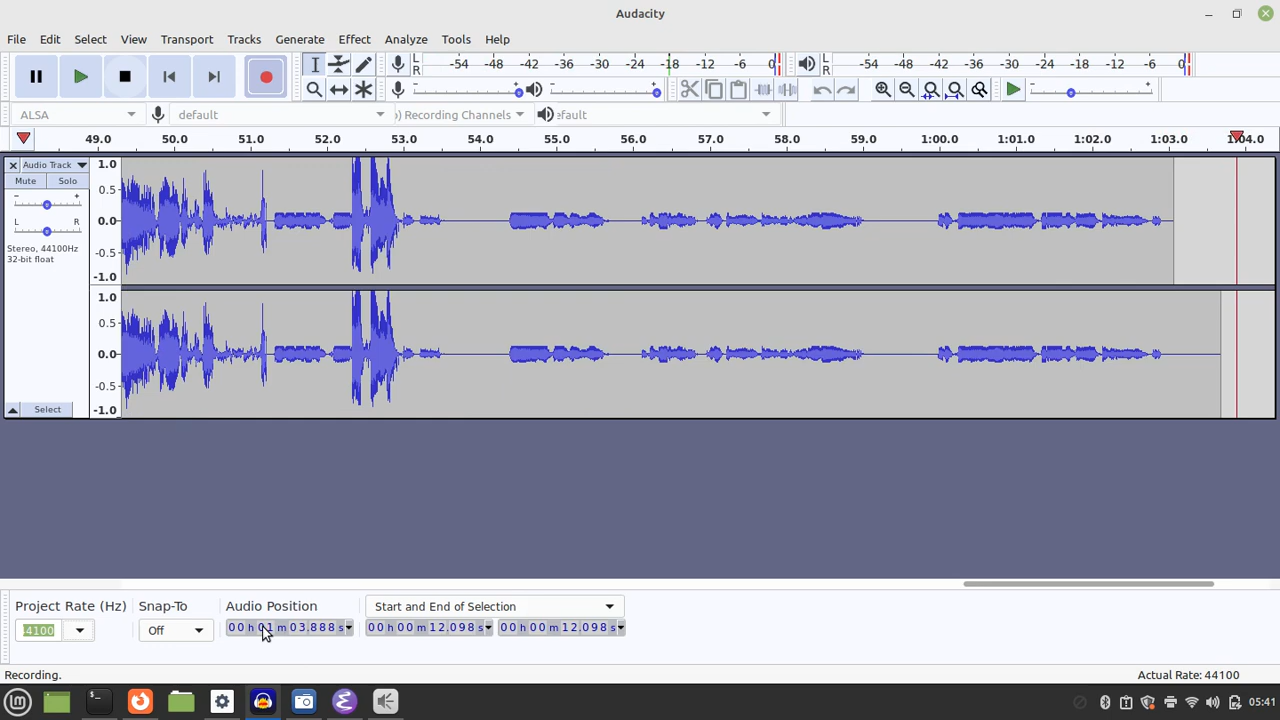 Audacity
File Edit Select View Transport Tracks Generate Effect Analyze Tools Help
L R -54 -48 -42 -36 -30 -24 -18 -12 -6 0
L R -54 -48 -42 -36 -30 -24 -18 -12 -6 0
ALSA default Recording Channels efault
49.0 50.0 51.0 52.0 53.0 54.0 55.0 56.0 57.0 58.0 59.0 1:00.0 1:01.0 1:02.0 1:03.0 1:04.0
Audio Track
Mute Solo
- +
L R
Stereo, 44100Hz
32-bit float
Select
1.0
0.5
0.0
-0.5
-1.0
1.0
0.5
0.0
-0.5
-1.0
Project Rate (Hz) Snap-To Audio Position Start and End of Selection
44100 Off 00 h 01 m 03.888 s 00 h 00 m 12.098 s 00 h 00 m 12.098 s
Recording. Actual Rate: 44100
05:41